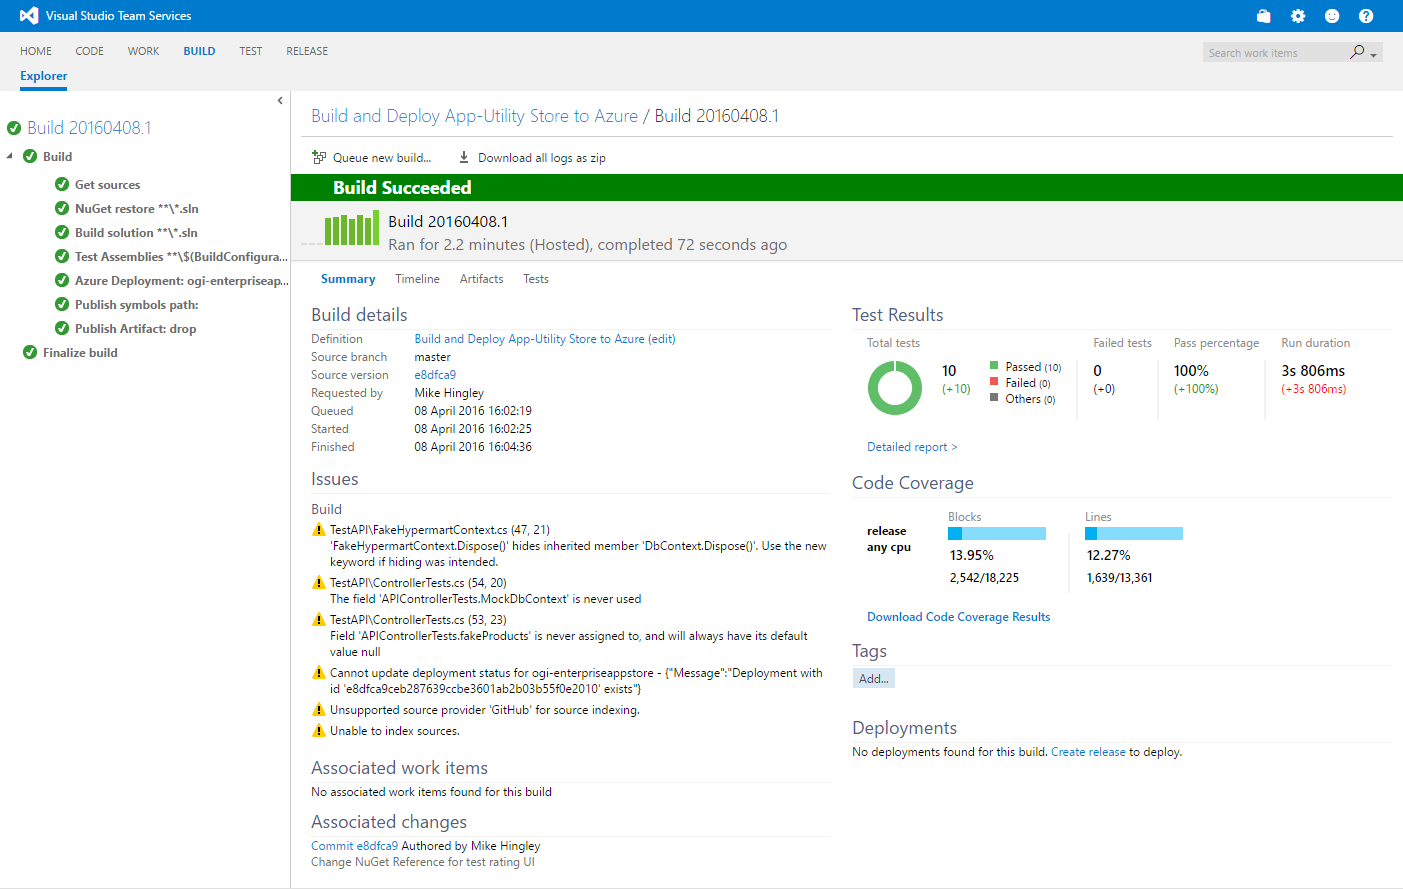 Visual Studio Team Services
HOME CODE WORK BUILD TEST RELEASE
Search work items
Explorer
Build 20160408.1
Build
Get sources
NuGet restore **\*.sln
Build solution **\*.sln
Test Assemblies **\$(BuildConfigura...
Azure Deployment: ogi-enterpriseap...
Publish symbols path:
Publish Artifact: drop
Finalize build
Build and Deploy App-Utility Store to Azure / Build 20160408.1
Queue new build... Download all logs as zip
Build Succeeded
Build 20160408.1
Ran for 2.2 minutes (Hosted), completed 72 seconds ago
Summary Timeline Artifacts Tests
Build details
Definition Build and Deploy App-Utility Store to Azure (edit)
Source branch master
Source version e8dfca9
Requested by Mike Hingley
Queued 08 April 2016 16:02:19
Started 08 April 2016 16:02:25
Finished 08 April 2016 16:04:36
Issues
Build
TestAPI\FakeHypermartContext.cs (47, 21)
'FakeHypermartContext.Dispose()' hides inherited member 'DbContext.Dispose()'. Use the new
keyword if hiding was intended.
TestAPI\ControllerTests.cs (54, 20)
The field 'APIControllerTests.MockDbContext' is never used
TestAPI\ControllerTests.cs (53, 23)
Field 'APIControllerTests.fakeProducts' is never assigned to, and will always have its default
value null
Cannot update deployment status for ogi-enterpriseappstore - {"Message":"Deployment with
id 'e8dfca9ceb287639ccbe3601ab2b03b55f0e2010' exists"}
Unsupported source provider 'GitHub' for source indexing.
Unable to index sources.
Associated work items
No associated work items found for this build
Associated changes
Commit e8dfca9 Authored by Mike Hingley
Change NuGet Reference for test rating UI
Test Results
Total tests Failed tests Pass percentage Run duration
10 Passed (10) 0 100% 3s 806ms
(+10) Failed (0) (+0) (+100%) (+3s 806ms)
Others (0)
Detailed report >
Code Coverage
Blocks Lines
release
any cpu
13.95% 12.27%
2,542/18,225 1,639/13,361
Download Code Coverage Results
Tags
Add...
Deployments
No deployments found for this build. Create release to deploy.